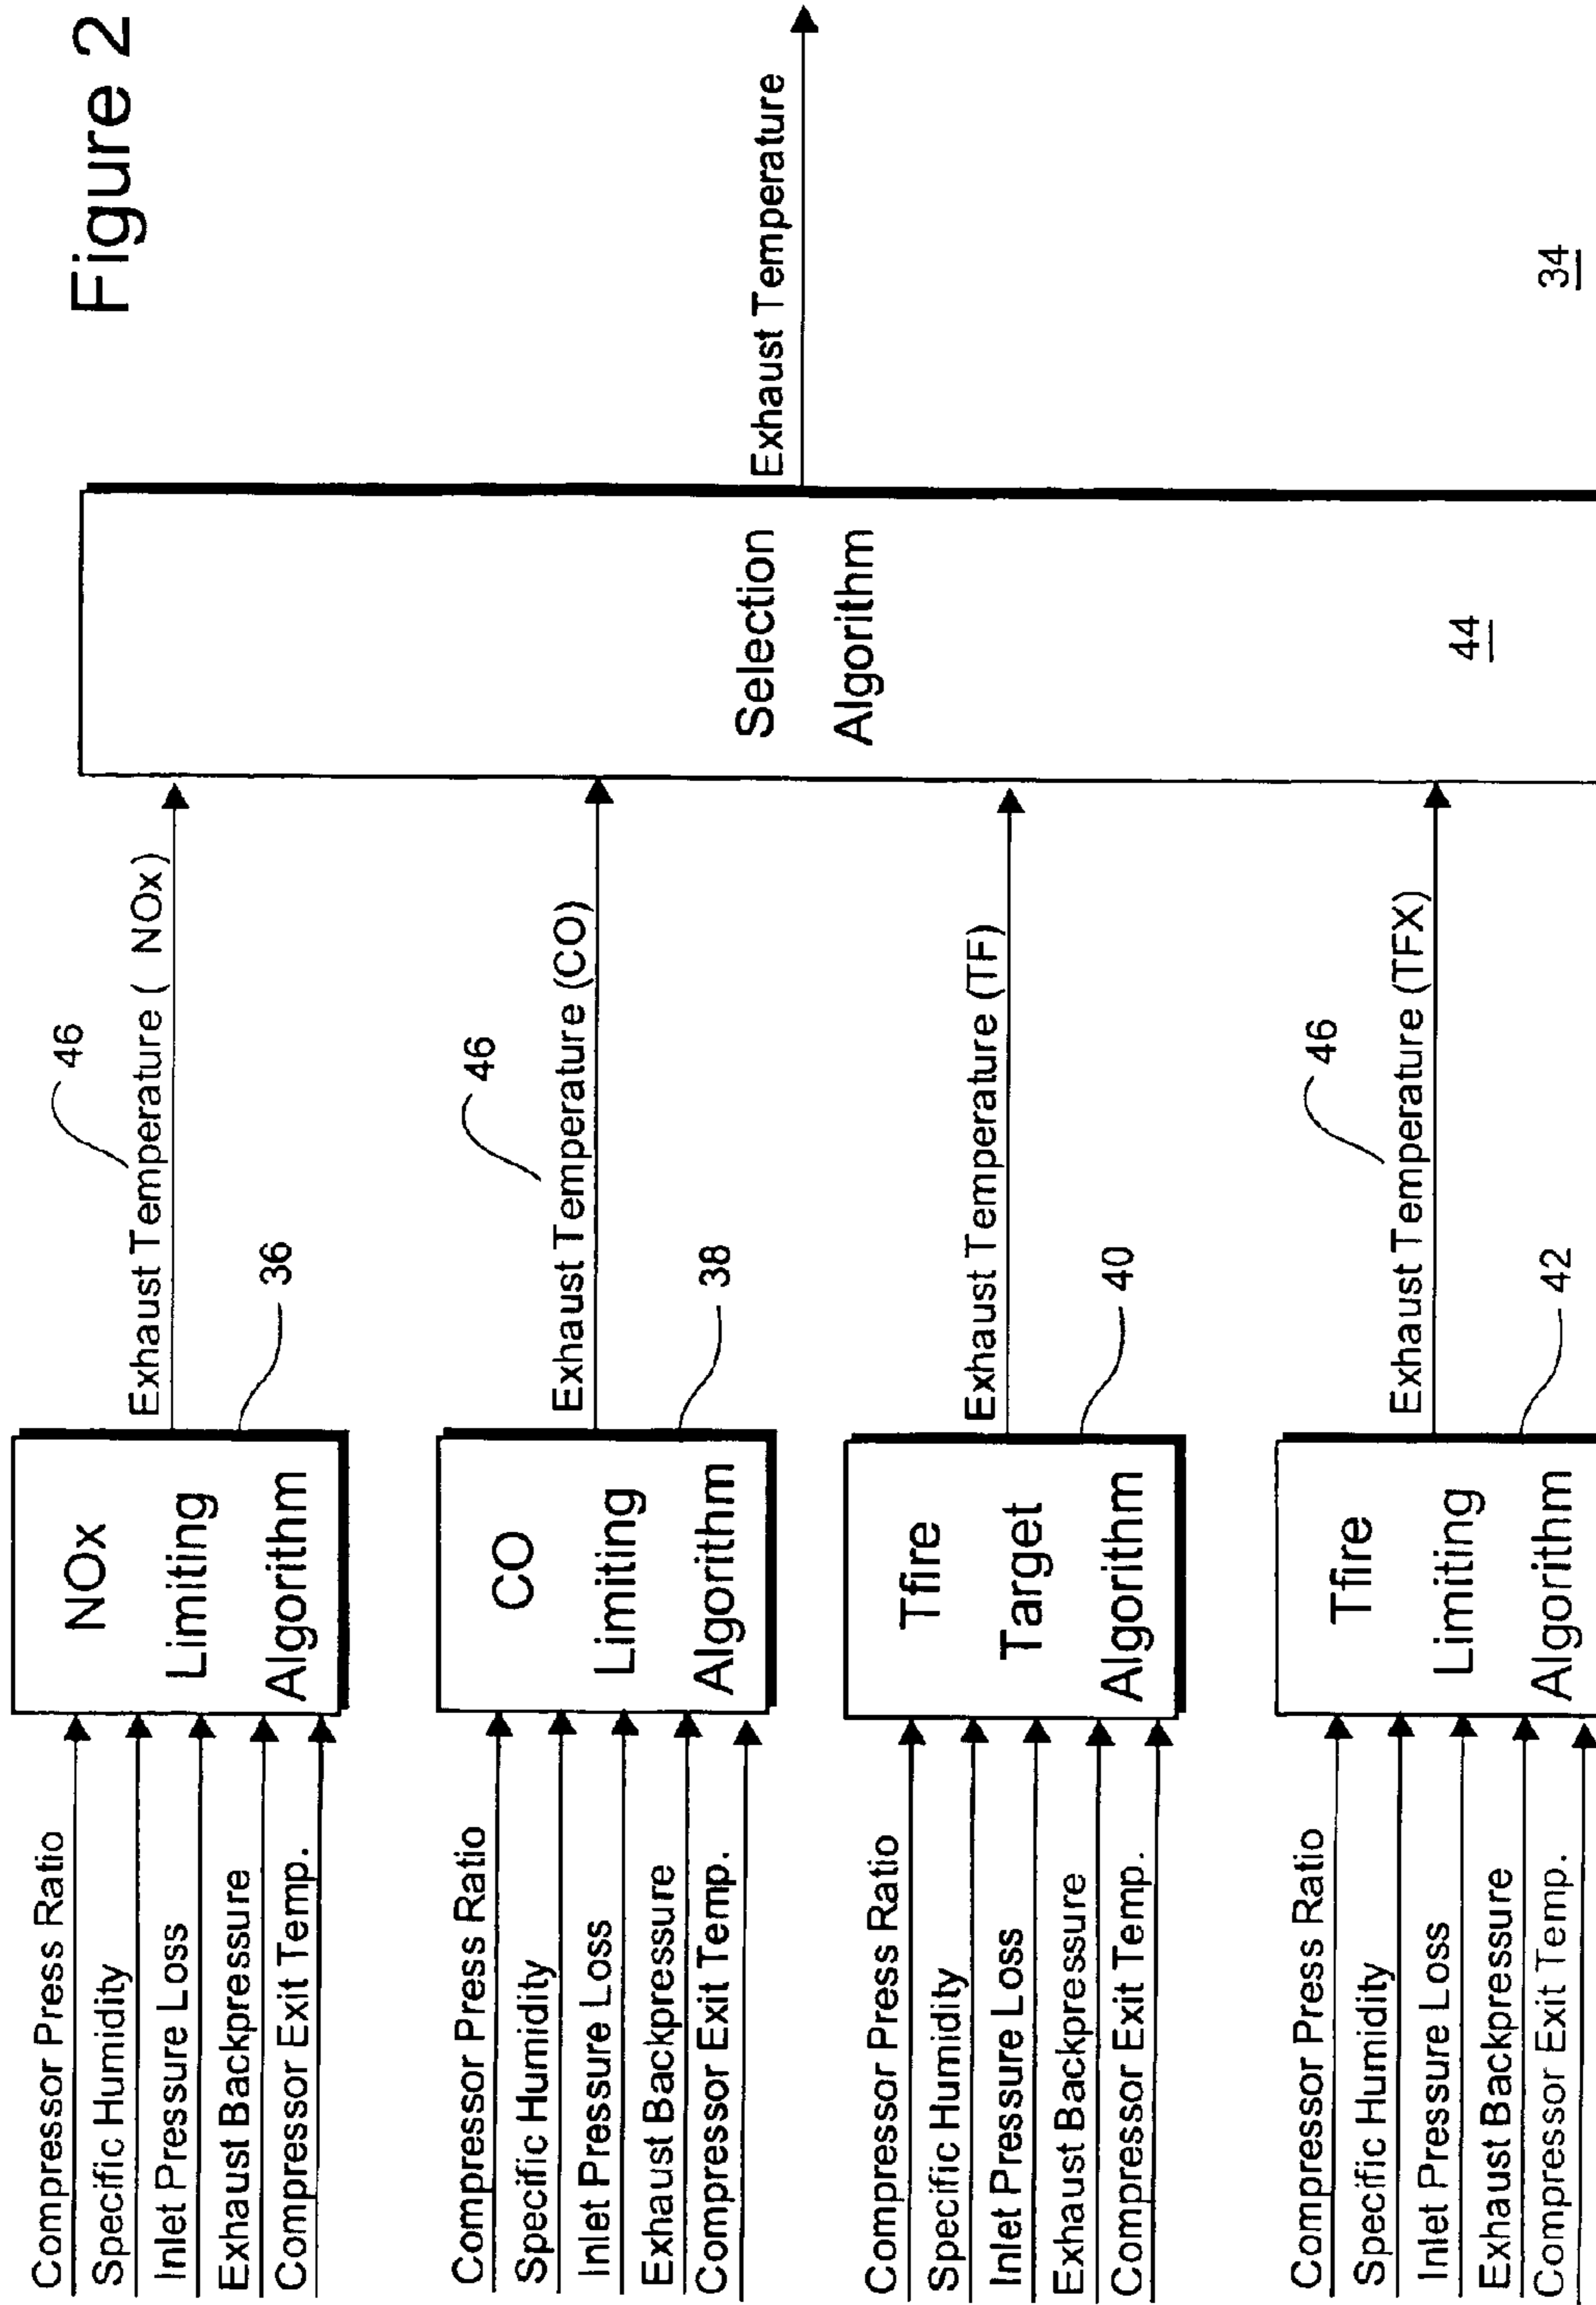 Figure 2
Compressor Press Ratio
Specific Humidity
Inlet Pressure Loss
Exhaust Backpressure
Compressor Exit Temp.
NOx
Limiting
Algorithm
36
46
Exhaust Temperature ( NOx)
Compressor Press Ratio
Specific Humidity
Inlet Pressure Loss
Exhaust Backpressure
Compressor Exit Temp.
CO
Limiting
Algorithm
38
46
Exhaust Temperature (CO)
Compressor Press Ratio
Specific Humidity
Inlet Pressure Loss
Exhaust Backpressure
Compressor Exit Temp.
Tfire
Target
Algorithm
40
Exhaust Temperature (TF)
Compressor Press Ratio
Specific Humidity
Inlet Pressure Loss
Exhaust Backpressure
Compressor Exit Temp.
Tfire
Limiting
Algorithm
42
46
Exhaust Temperature (TFX)
Selection
Algorithm
44
Exhaust Temperature
34